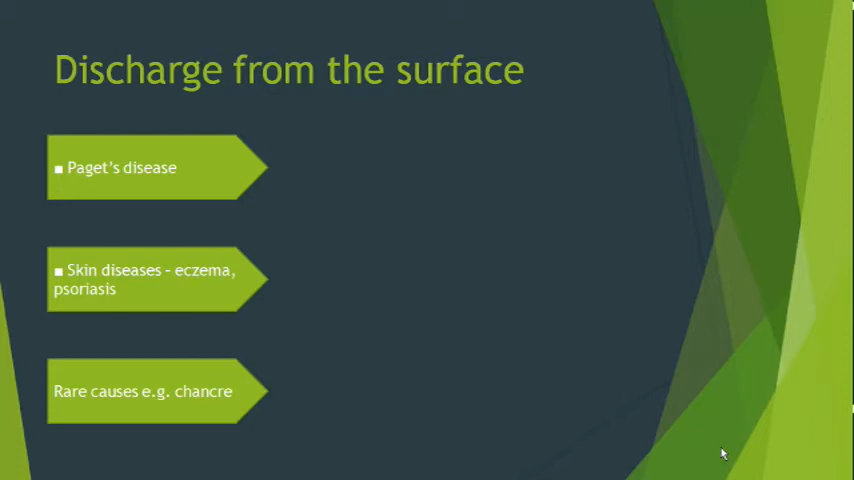 Discharge from the surface
▪ Paget's disease
▪ Skin diseases – eczema,
psoriasis
Rare causes e.g. chancre